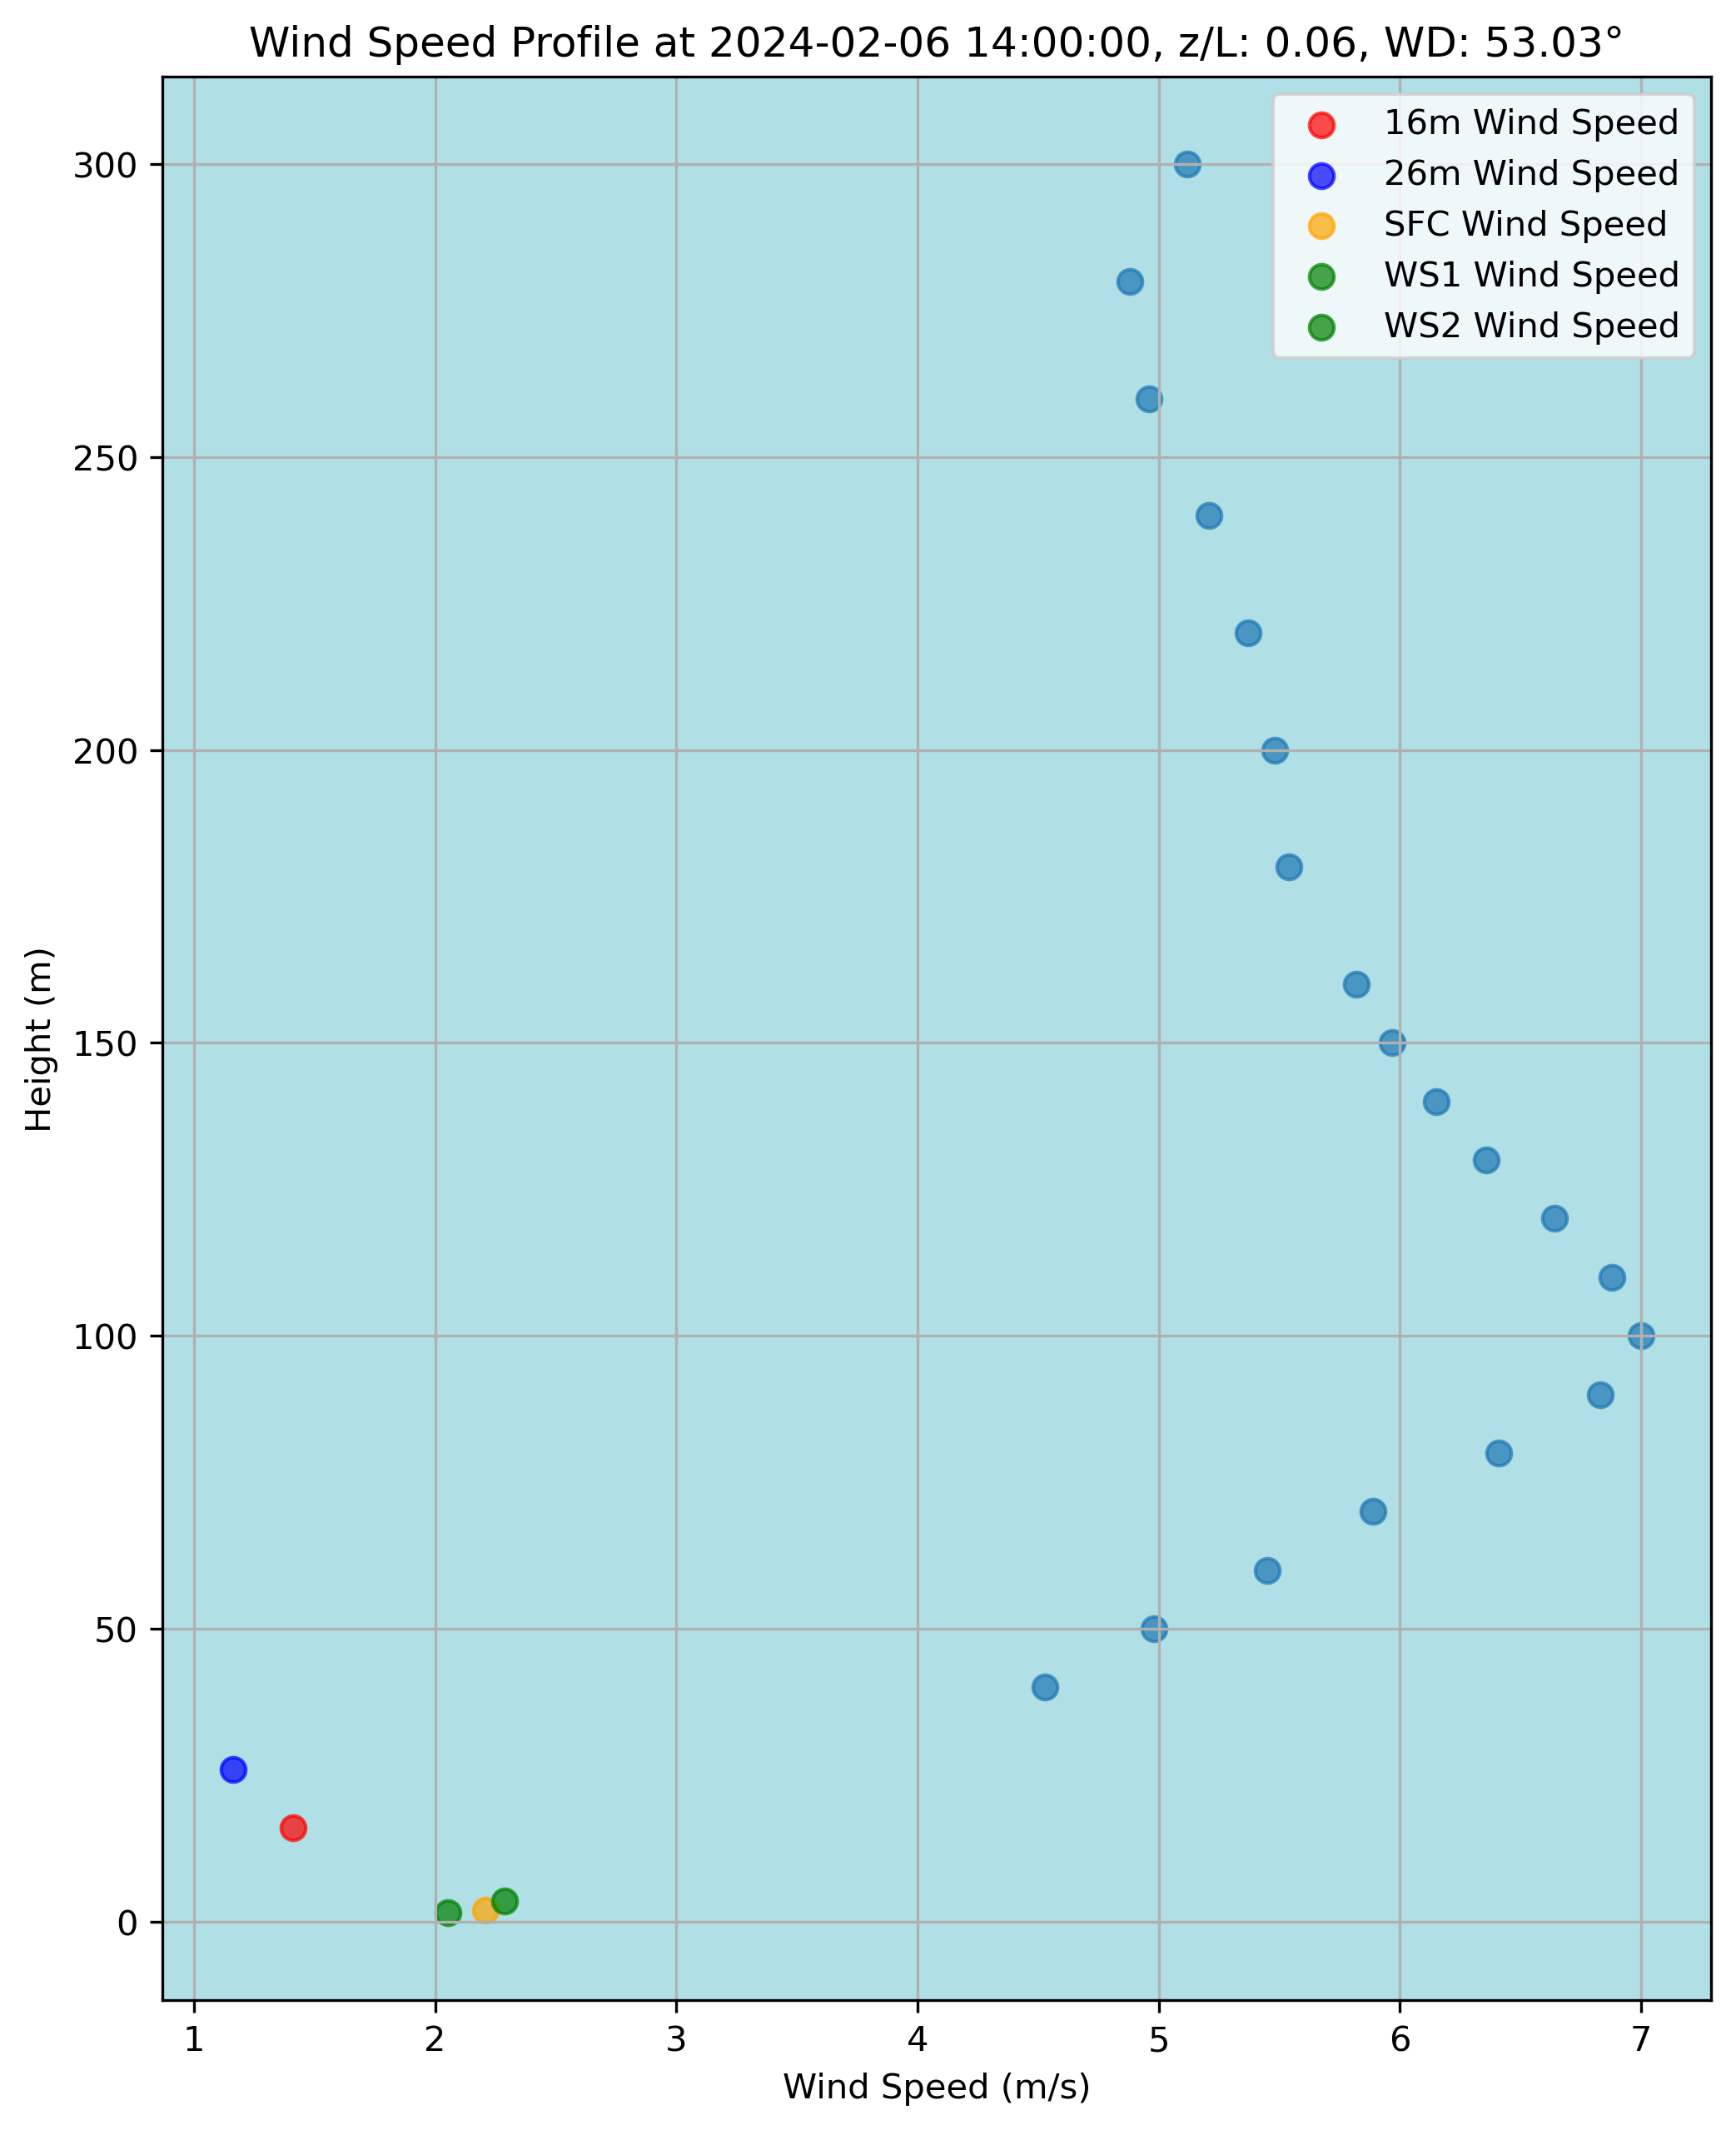 Wind Speed Profile at 2024-02-06 14:00:00, z/L: 0.06, WD: 53.03°
16m Wind Speed
26m Wind Speed
SFC Wind Speed
WS1 Wind Speed
WS2 Wind Speed
300
250
200
150
100
50
0
Height (m)
1 2 3 4 5 6 7
Wind Speed (m/s)